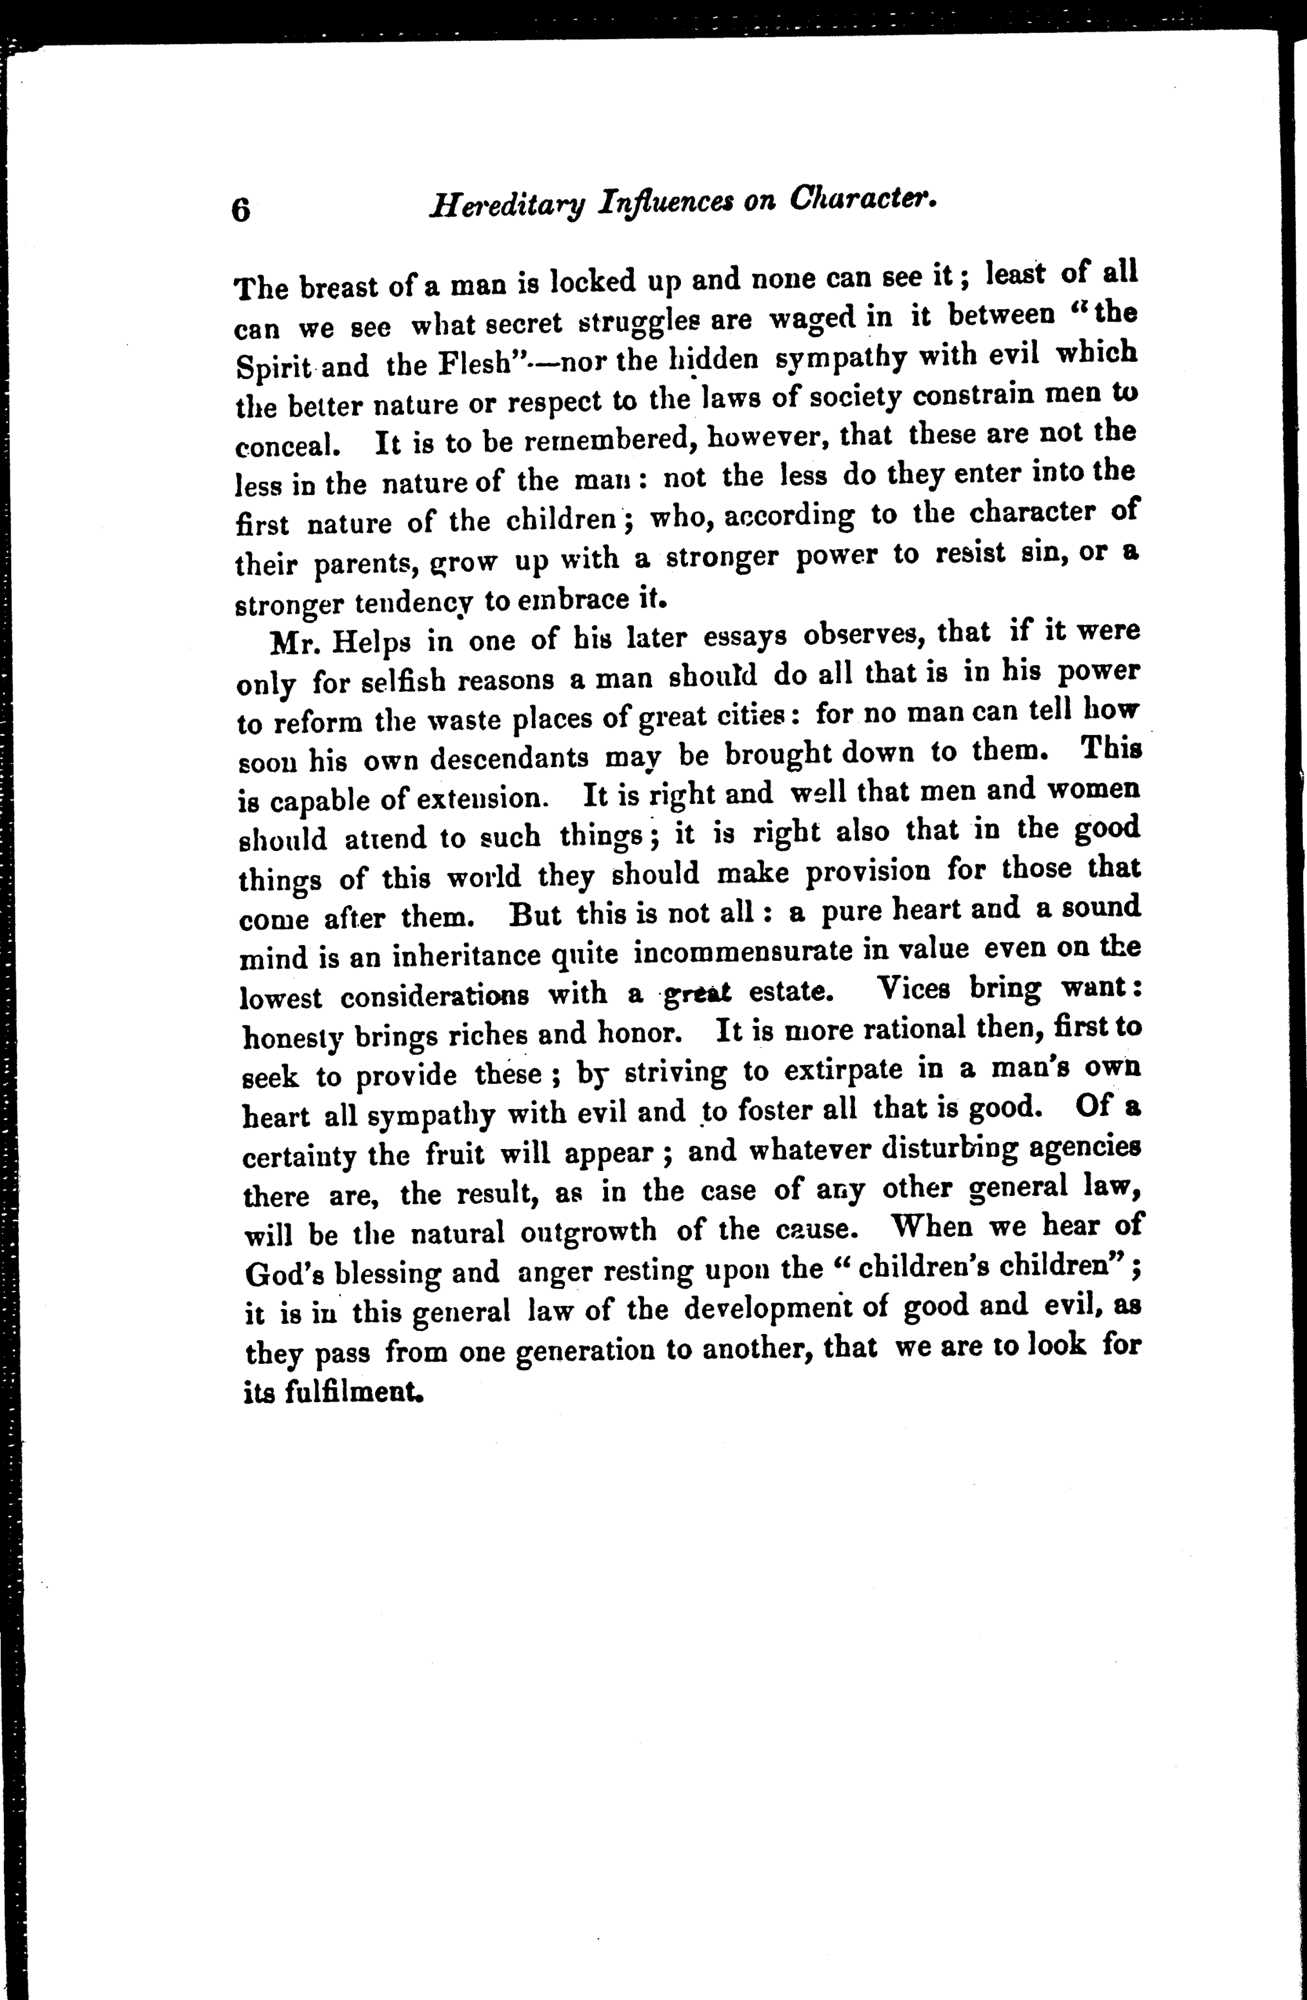 6 Hereditary Influences on Character.
The breast of a man is locked up and none can see it; least of all
can we see what secret struggles are waged in it between "the
Spirit and the Flesh"—nor the hidden sympathy with evil which
the better nature or respect to the laws of society constrain men to
conceal. It is to be remembered, however, that these are not the
less in the nature of the man: not the less do they enter into the
first nature of the children; who, according to the character of
their parents, grow up with a stronger power to resist sin, or a
stronger tendency to embrace it.
Mr. Helps in one of his later essays observes, that if it were
only for selfish reasons a man should do all that is in his power
to reform the waste places of great cities: for no man can tell how
soon his own descendants may be brought down to them. This
is capable of extension. It is right and well that men and women
should attend to such things; it is right also that in the good
things of this world they should make provision for those that
come after them. But this is not all: a pure heart and a sound
mind is an inheritance quite incommensurate in value even on the
lowest considerations with a great estate. Vices bring want:
honesty brings riches and honor. It is more rational then, first to
seek to provide these; by striving to extirpate in a man's own
heart all sympathy with evil and to foster all that is good. Of a
certainty the fruit will appear; and whatever disturbing agencies
there are, the result, as in the case of any other general law,
will be the natural outgrowth of the cause. When we hear of
God's blessing and anger resting upon the "children's children";
it is in this general law of the development of good and evil, as
they pass from one generation to another, that we are to look for
its fulfilment.